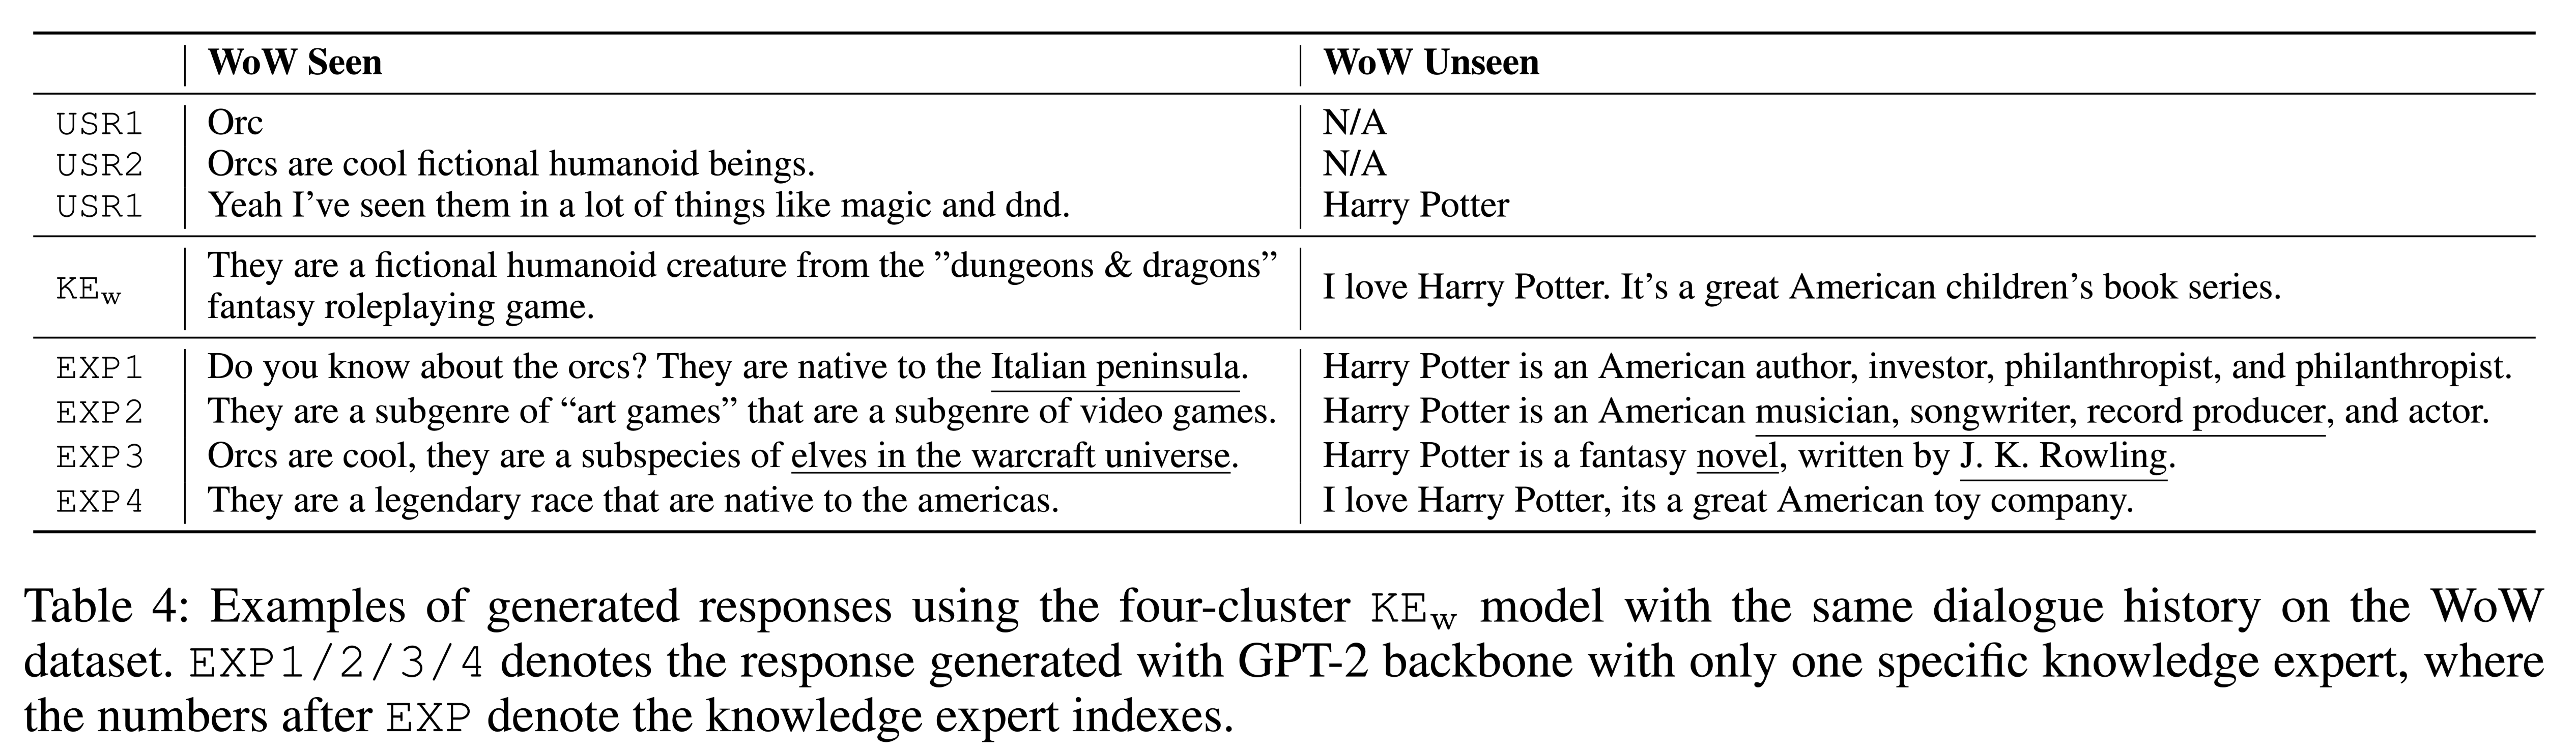 WoW Seen WoW Unseen
USR1 Orc N/A
USR2 Orcs are cool fictional humanoid beings. N/A
USR1 Yeah I've seen them in a lot of things like magic and dnd. Harry Potter
KEw They are a fictional humanoid creature from the ”dungeons & dragons” fantasy roleplaying game. I love Harry Potter. It's a great American children's book series.
EXP1 Do you know about the orcs? They are native to the Italian peninsula. Harry Potter is an American author, investor, philanthropist, and philanthropist.
EXP2 They are a subgenre of “art games” that are a subgenre of video games. Harry Potter is an American musician, songwriter, record producer, and actor.
EXP3 Orcs are cool, they are a subspecies of elves in the warcraft universe. Harry Potter is a fantasy novel, written by J. K. Rowling.
EXP4 They are a legendary race that are native to the americas. I love Harry Potter, its a great American toy company.
Table 4: Examples of generated responses using the four-cluster KEw model with the same dialogue history on the WoW
dataset. EXP1/2/3/4 denotes the response generated with GPT-2 backbone with only one specific knowledge expert, where
the numbers after EXP denote the knowledge expert indexes.